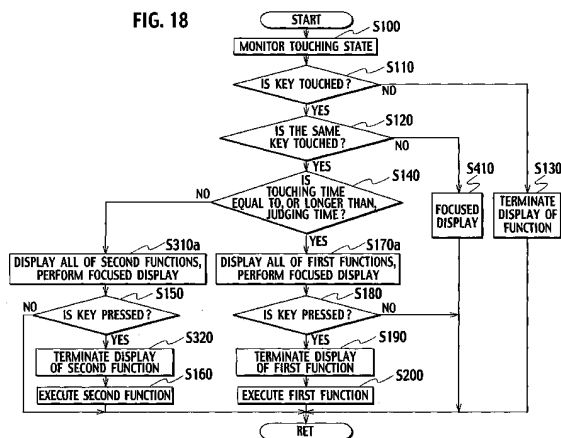 FIG. 18
START
S100
MONITOR TOUCHING STATE
S110
IS KEY TOUCHED?
NO
YES
S120
IS THE SAME
KEY TOUCHED?
NO
YES
S140
IS
TOUCHING TIME
EQUAL TO, OR LONGER THAN,
JUDGING TIME?
NO
YES
S410
FOCUSED
DISPLAY
S130
TERMINATE
DISPLAY OF
FUNCTION
S310a
DISPLAY ALL OF SECOND FUNCTIONS,
PERFORM FOCUSED DISPLAY
S170a
DISPLAY ALL OF FIRST FUNCTIONS,
PERFORM FOCUSED DISPLAY
S150
NO
IS KEY PRESSED?
YES
S180
IS KEY PRESSED?
NO
YES
S320
TERMINATE DISPLAY
OF SECOND FUNCTION
S190
TERMINATE DISPLAY
OF FIRST FUNCTION
S160
EXECUTE SECOND FUNCTION
S200
EXECUTE FIRST FUNCTION
RET